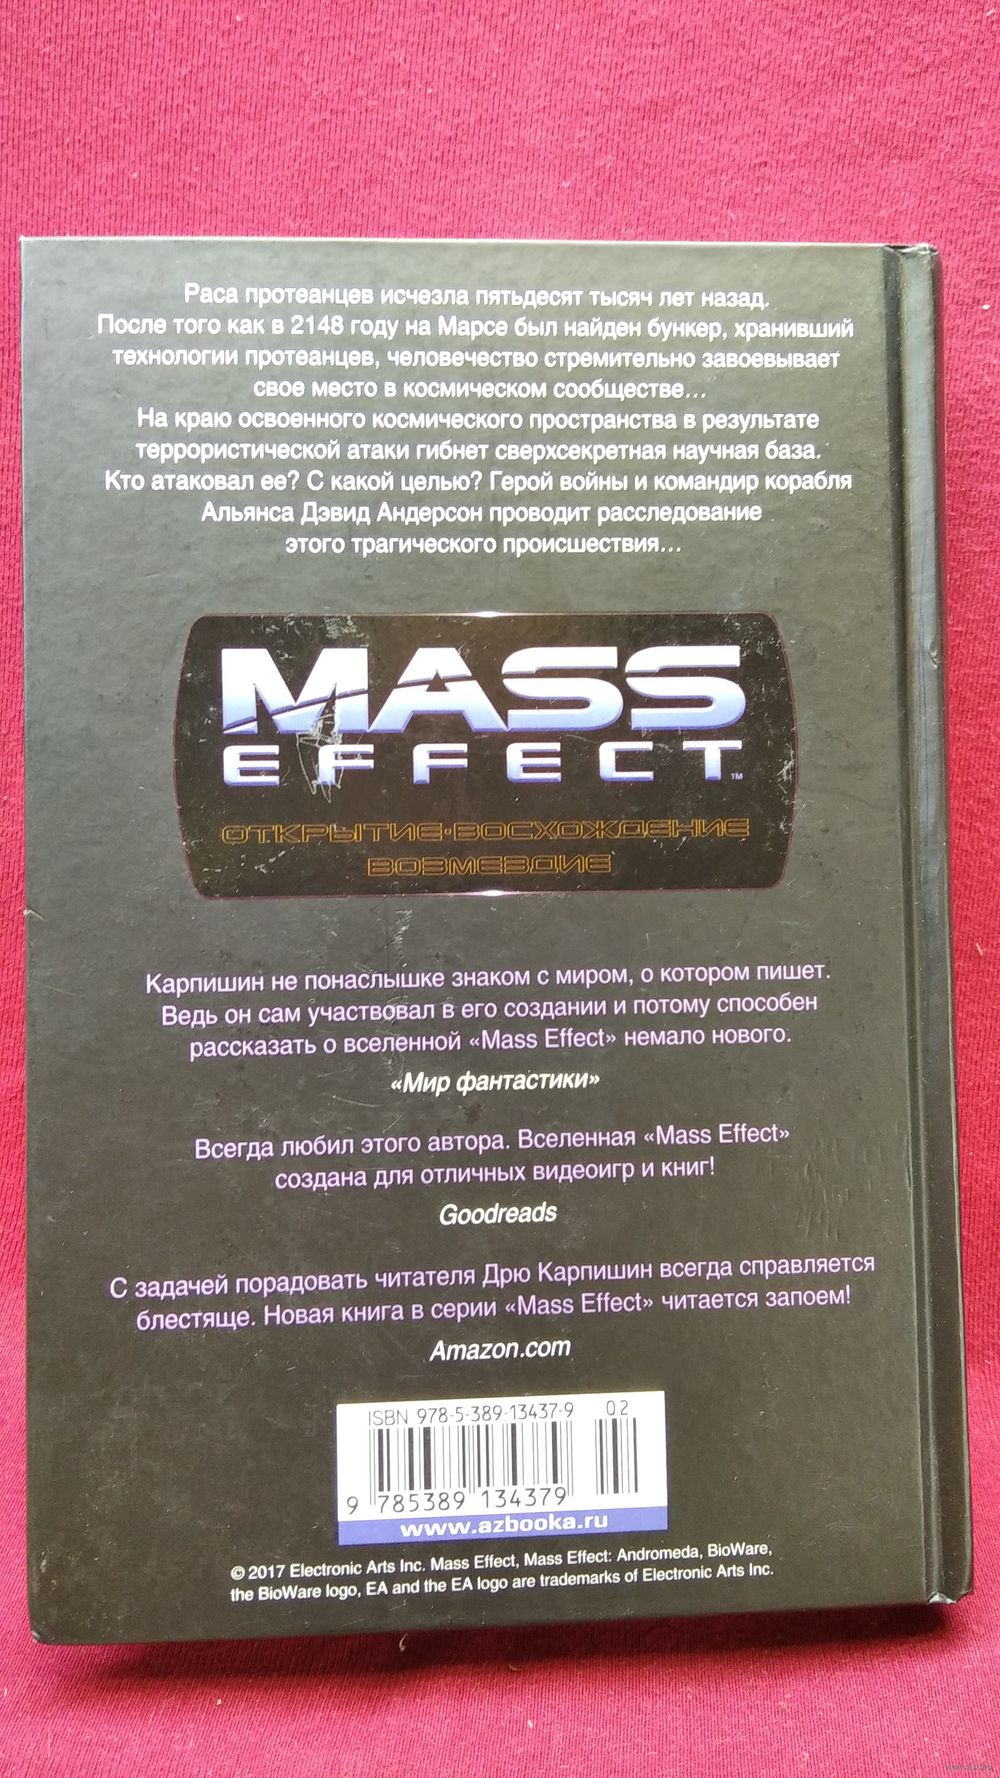 Раса протеанцев исчезла пятьдесят тысяч лет назад.
После того как в 2148 году на Марсе был найден бункер, хранивший
технологии протеанцев, человечество стремительно завоевывает
свое место в космическом сообществе...
На краю освоенного космического пространства в результате
террористической атаки гибнет сверхсекретная научная база.
Кто атаковал ее? С какой целью? Герой войны и командир корабля
Альянса Дэвид Андерсон проводит расследование
этого трагического происшествия...
MASS
EFFECT™
ОТКРЫТИЕ·ВОСХОЖДЕНИЕ
ВОЗМЕЗДИЕ
Карпишин не понаслышке знаком с миром, о котором пишет.
Ведь он сам участвовал в его создании и потому способен
рассказать о вселенной «Mass Effect» немало нового.
«Мир фантастики»
Всегда любил этого автора. Вселенная «Mass Effect»
создана для отличных видеоигр и книг!
Goodreads
С задачей порадовать читателя Дрю Карпишин всегда справляется
блестяще. Новая книга в серии «Mass Effect» читается запоем!
Amazon.com
ISBN 978-5-389-13437-9 02
9 785389 134379
www.azbooka.ru
© 2017 Electronic Arts Inc. Mass Effect, Mass Effect: Andromeda, BioWare,
the BioWare logo, EA and the EA logo are trademarks of Electronic Arts Inc.